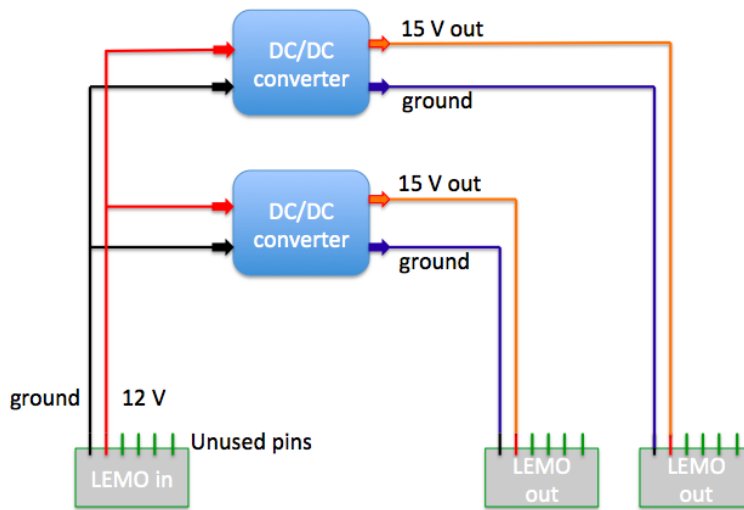 15 V out
DC/DC
converter
ground
15 V out
DC/DC
converter
ground
ground
12 V
Unused pins
LEMO in
LEMO
out
LEMO
out